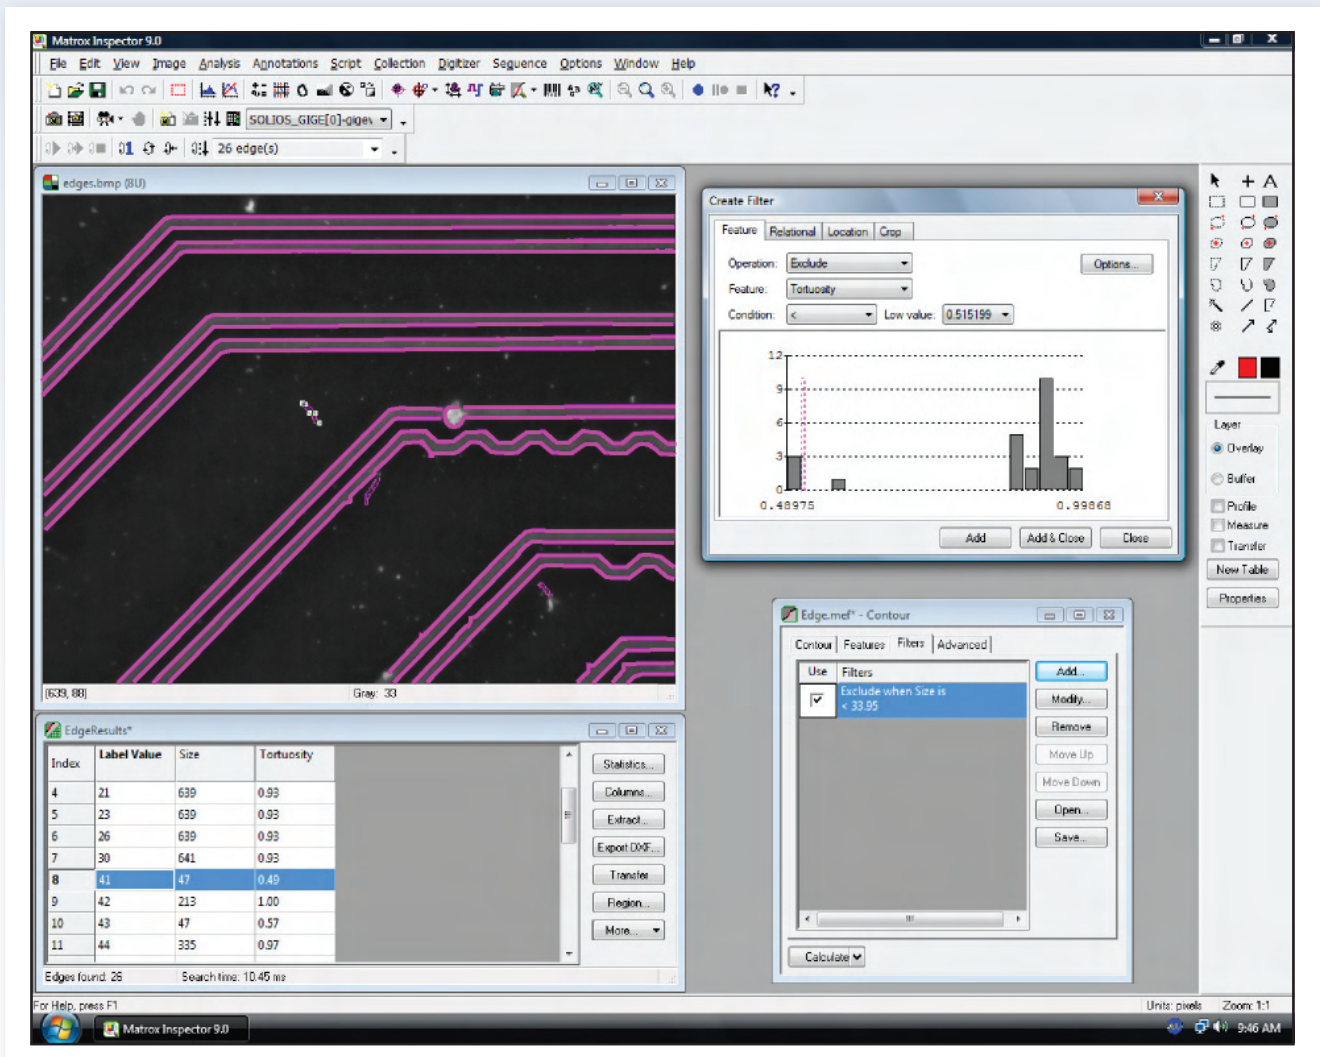 Matrox Inspector 9.0
File Edit View Image Analysis Annotations Script Collection Digitizer Sequence Options Window Help
SOLIOS_GIGE[0]-gige
26 edge(s)
edges.bmp (8U)
(639, 88) Gray: 33
Create Filter
Feature Relational Location Crop
Operation: Exclude Options...
Feature: Tortuosity
Condition: < Low value: 0.515199
12
9
6
3
0
0.48975 0.99868
Add Add & Close Close
Edge.mef* - Contour
Contour Features Filters Advanced
Use Filters
Exclude when Size is
< 33.95
Add...
Modify...
Remove
Move Up
Move Down
Open...
Save...
Calculate
EdgeResults*
Index Label Value Size Tortuosity
4 21 639 0.93
5 23 639 0.93
6 26 639 0.93
7 30 641 0.93
8 41 47 0.49
9 42 213 1.00
10 43 47 0.57
11 44 335 0.97
Statistics...
Columns...
Extract...
Export DXF...
Transfer
Region...
More...
Edges found: 26 Search time: 10.45 ms
A
Layer
Overlay
Buffer
Profile
Measure
Transfer
New Table
Properties
For Help, press F1 Units: pixels Zoom: 1:1
Matrox Inspector 9.0 9:46 AM